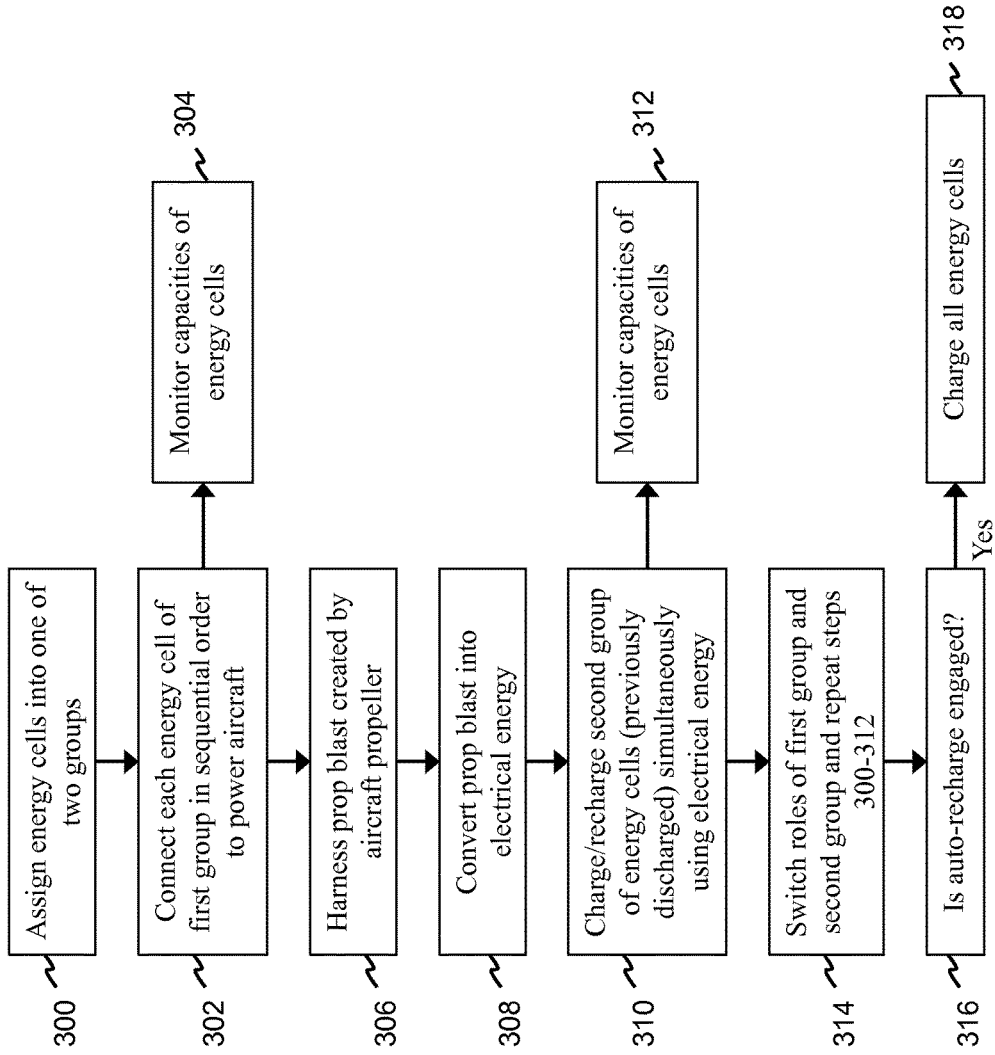 300
Assign energy cells into one of
two groups
302
Connect each energy cell of
first group in sequential order
to power aircraft
Monitor capacities of
energy cells
304
306
Harness prop blast created by
aircraft propeller
308
Convert prop blast into
electrical energy
310
Charge/recharge second group
of energy cells (previously
discharged) simultaneously
using electrical energy
Monitor capacities of
energy cells
312
314
Switch roles of first group and
second group and repeat steps
300-312
316
Is auto-recharge engaged?
Yes
Charge all energy cells
318